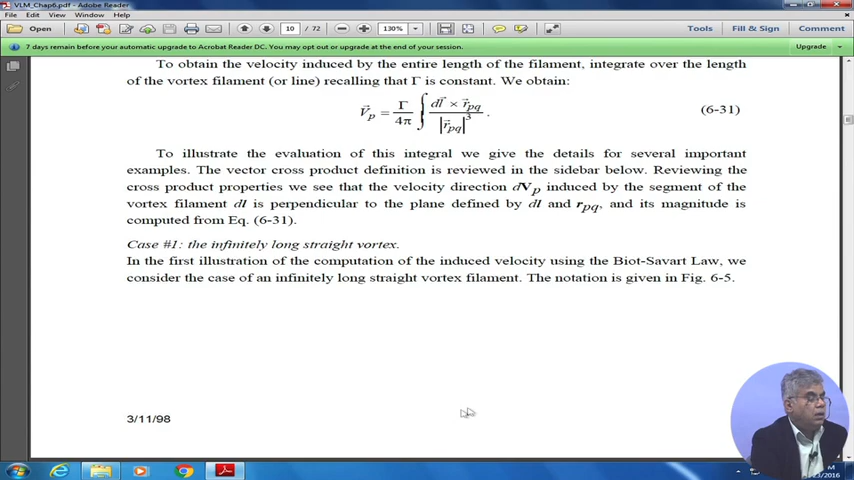 VLM_Chap6.pdf - Adobe Reader
File Edit View Window Help
Open 10 / 72 130% Tools Fill & Sign Comment
7 days remain before your automatic upgrade to Acrobat Reader DC. You may opt out or upgrade at the end of your session. Upgrade
To obtain the velocity induced by the entire length of the filament, integrate over the length
of the vortex filament (or line) recalling that Γ is constant. We obtain:
V⃗p = Γ/4π ∫ dl⃗ × r⃗pq / |r⃗pq|³ . (6-31)
To illustrate the evaluation of this integral we give the details for several important
examples. The vector cross product definition is reviewed in the sidebar below. Reviewing the
cross product properties we see that the velocity direction dVp induced by the segment of the
vortex filament dl is perpendicular to the plane defined by dl and rpq, and its magnitude is
computed from Eq. (6-31).
Case #1: the infinitely long straight vortex.
In the first illustration of the computation of the induced velocity using the Biot-Savart Law, we
consider the case of an infinitely long straight vortex filament. The notation is given in Fig. 6-5.
3/11/98